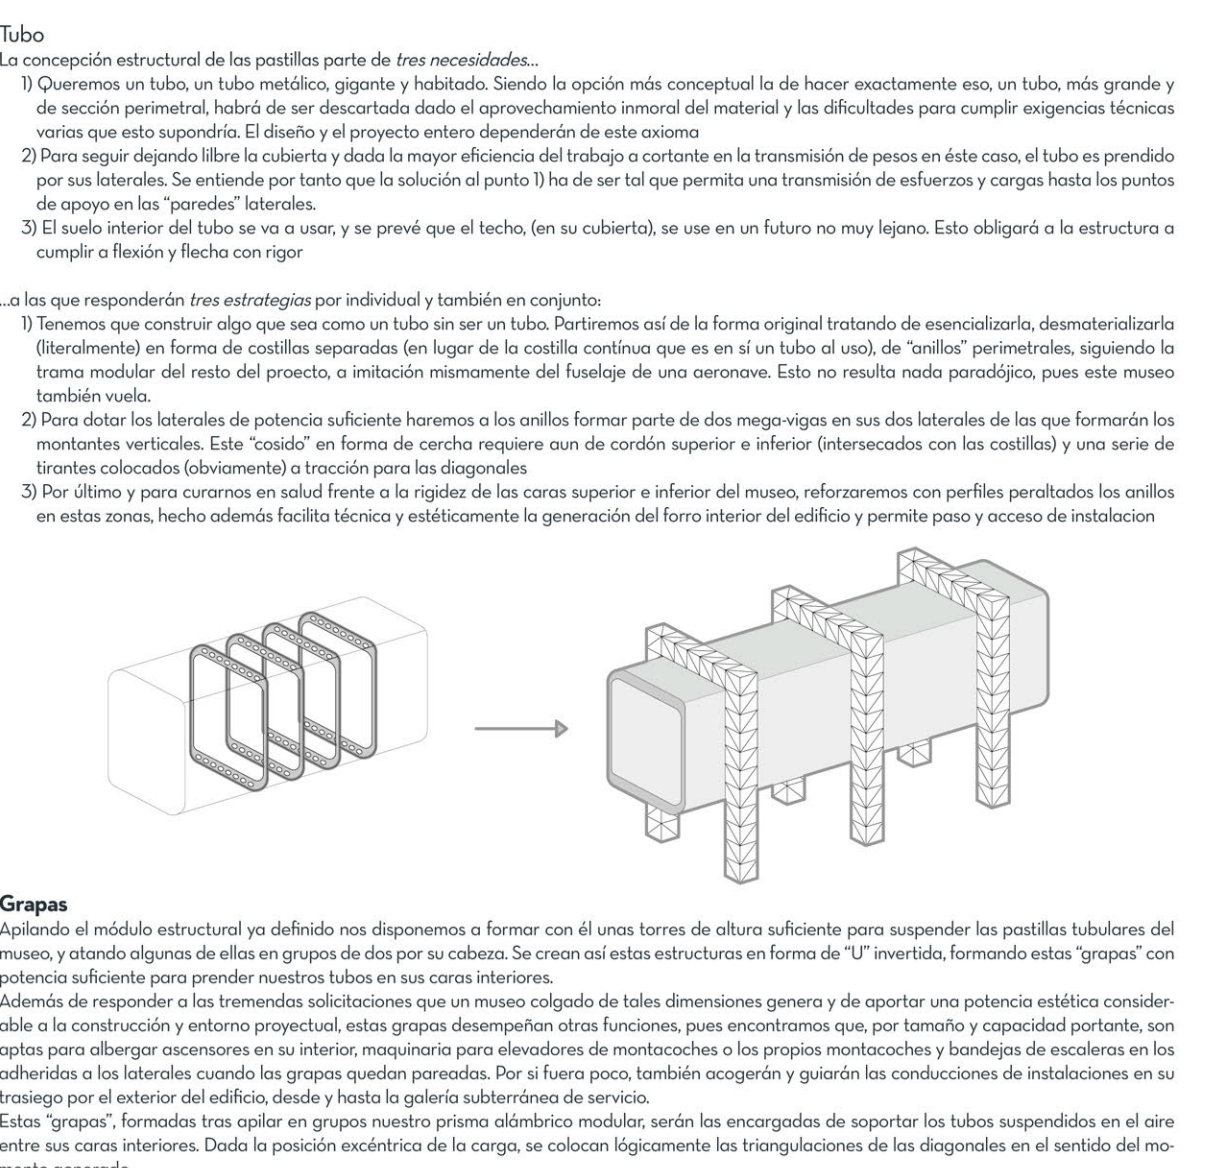 Tubo
La concepción estructural de las pastillas parte de tres necesidades...
1) Queremos un tubo, un tubo metálico, gigante y habitado. Siendo la opción más conceptual la de hacer exactamente eso, un tubo, más grande y
de sección perimetral, habrá de ser descartada dado el aprovechamiento inmoral del material y las dificultades para cumplir exigencias técnicas
varias que esto supondría. El diseño y el proyecto entero dependerán de este axioma
2) Para seguir dejando lilbre la cubierta y dada la mayor eficiencia del trabajo a cortante en la transmisión de pesos en éste caso, el tubo es prendido
por sus laterales. Se entiende por tanto que la solución al punto 1) ha de ser tal que permita una transmisión de esfuerzos y cargas hasta los puntos
de apoyo en las “paredes” laterales.
3) El suelo interior del tubo se va a usar, y se prevé que el techo, (en su cubierta), se use en un futuro no muy lejano. Esto obligará a la estructura a
cumplir a flexión y flecha con rigor
...a las que responderán tres estrategias por individual y también en conjunto:
1) Tenemos que construir algo que sea como un tubo sin ser un tubo. Partiremos así de la forma original tratando de esencializarla, desmaterializarla
(literalmente) en forma de costillas separadas (en lugar de la costilla contínua que es en sí un tubo al uso), de “anillos” perimetrales, siguiendo la
trama modular del resto del proecto, a imitación mismamente del fuselaje de una aeronave. Esto no resulta nada paradójico, pues este museo
también vuela.
2) Para dotar los laterales de potencia suficiente haremos a los anillos formar parte de dos mega-vigas en sus dos laterales de las que formarán los
montantes verticales. Este “cosido” en forma de cercha requiere aun de cordón superior e inferior (intersecados con las costillas) y una serie de
tirantes colocados (obviamente) a tracción para las diagonales
3) Por último y para curarnos en salud frente a la rigidez de las caras superior e inferior del museo, reforzaremos con perfiles peraltados los anillos
en estas zonas, hecho además facilita técnica y estéticamente la generación del forro interior del edificio y permite paso y acceso de instalacion
Grapas
Apilando el módulo estructural ya definido nos disponemos a formar con él unas torres de altura suficiente para suspender las pastillas tubulares del
museo, y atando algunas de ellas en grupos de dos por su cabeza. Se crean así estas estructuras en forma de “U” invertida, formando estas “grapas” con
potencia suficiente para prender nuestros tubos en sus caras interiores.
Además de responder a las tremendas solicitaciones que un museo colgado de tales dimensiones genera y de aportar una potencia estética consider-
able a la construcción y entorno proyectual, estas grapas desempeñan otras funciones, pues encontramos que, por tamaño y capacidad portante, son
aptas para albergar ascensores en su interior, maquinaria para elevadores de montacoches o los propios montacoches y bandejas de escaleras en los
adheridas a los laterales cuando las grapas quedan pareadas. Por si fuera poco, también acogerán y guiarán las conducciones de instalaciones en su
trasiego por el exterior del edificio, desde y hasta la galería subterránea de servicio.
Estas “grapas”, formadas tras apilar en grupos nuestro prisma alámbrico modular, serán las encargadas de soportar los tubos suspendidos en el aire
entre sus caras interiores. Dada la posición excéntrica de la carga, se colocan lógicamente las triangulaciones de las diagonales en el sentido del mo-